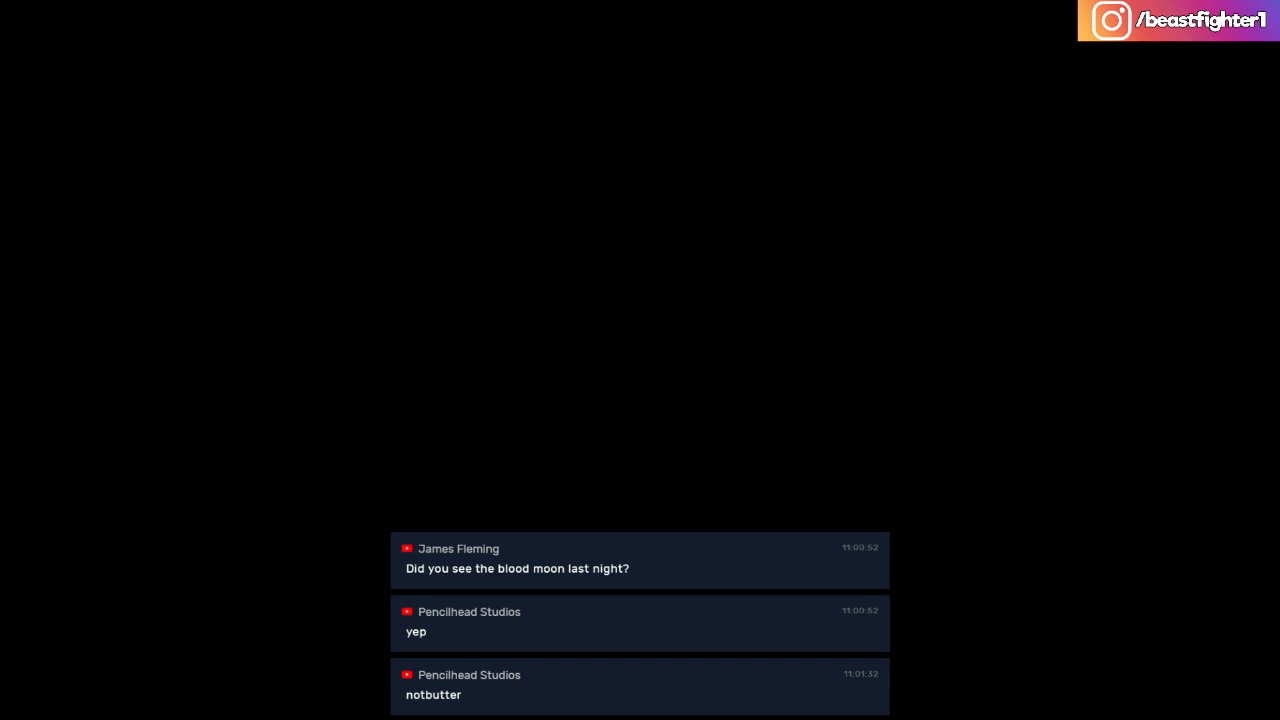 /beastfighter1
James Fleming 11:00:52
Did you see the blood moon last night?
Pencilhead Studios 11:00:52
yep
Pencilhead Studios 11:01:32
notbutter